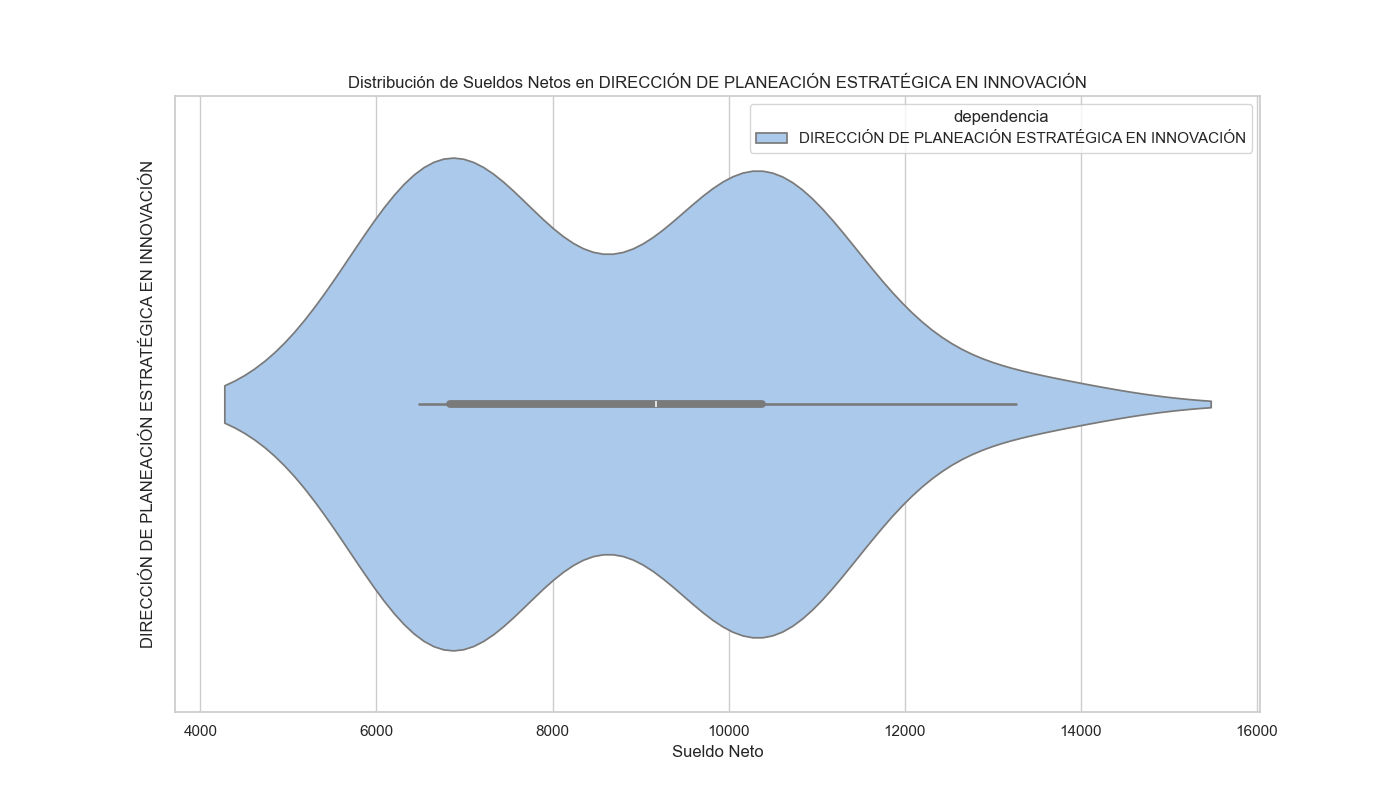 Distribución de Sueldos Netos en DIRECCIÓN DE PLANEACIÓN ESTRATÉGICA EN INNOVACIÓN
dependencia
DIRECCIÓN DE PLANEACIÓN ESTRATÉGICA EN INNOVACIÓN
DIRECCIÓN DE PLANEACIÓN ESTRATÉGICA EN INNOVACIÓN
4000 6000 8000 10000 12000 14000 16000
Sueldo Neto